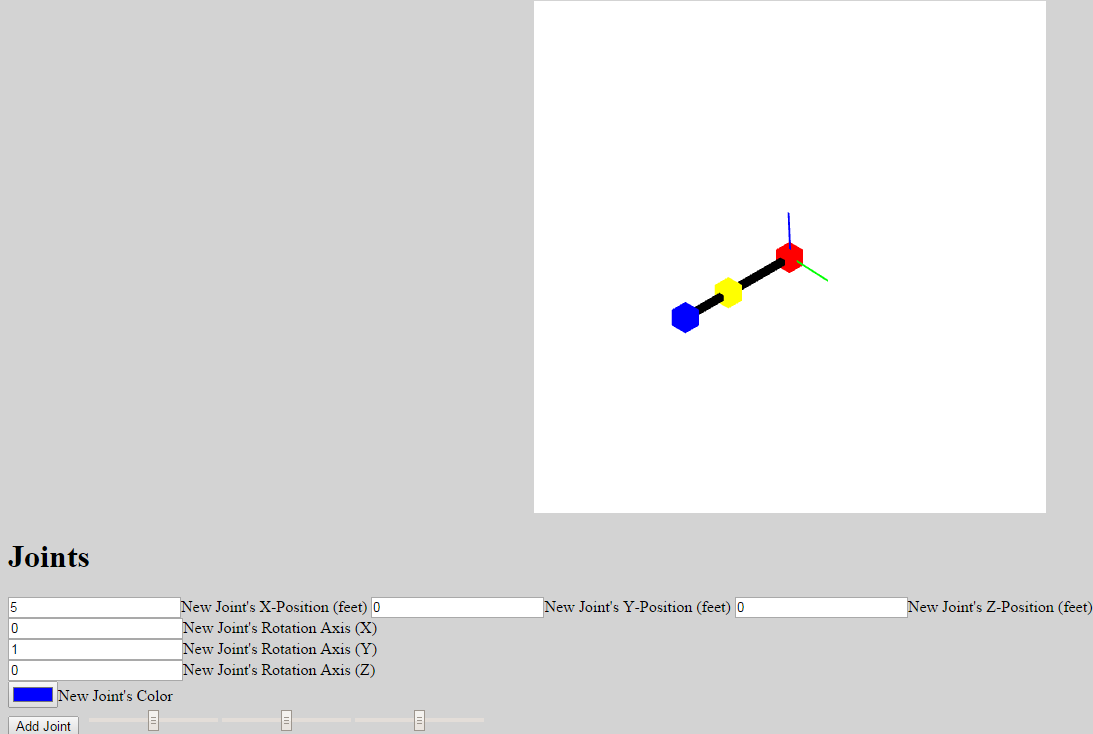 Joints
5 New Joint's X-Position (feet) 0 New Joint's Y-Position (feet) 0 New Joint's Z-Position (feet)
0 New Joint's Rotation Axis (X)
1 New Joint's Rotation Axis (Y)
0 New Joint's Rotation Axis (Z)
New Joint's Color
Add Joint